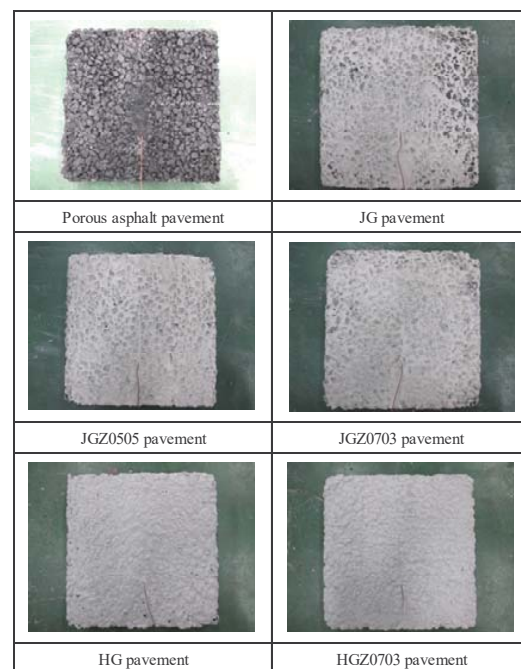 Porous asphalt pavement
JG pavement
JGZ0505 pavement
JGZ0703 pavement
HG pavement
HGZ0703 pavement